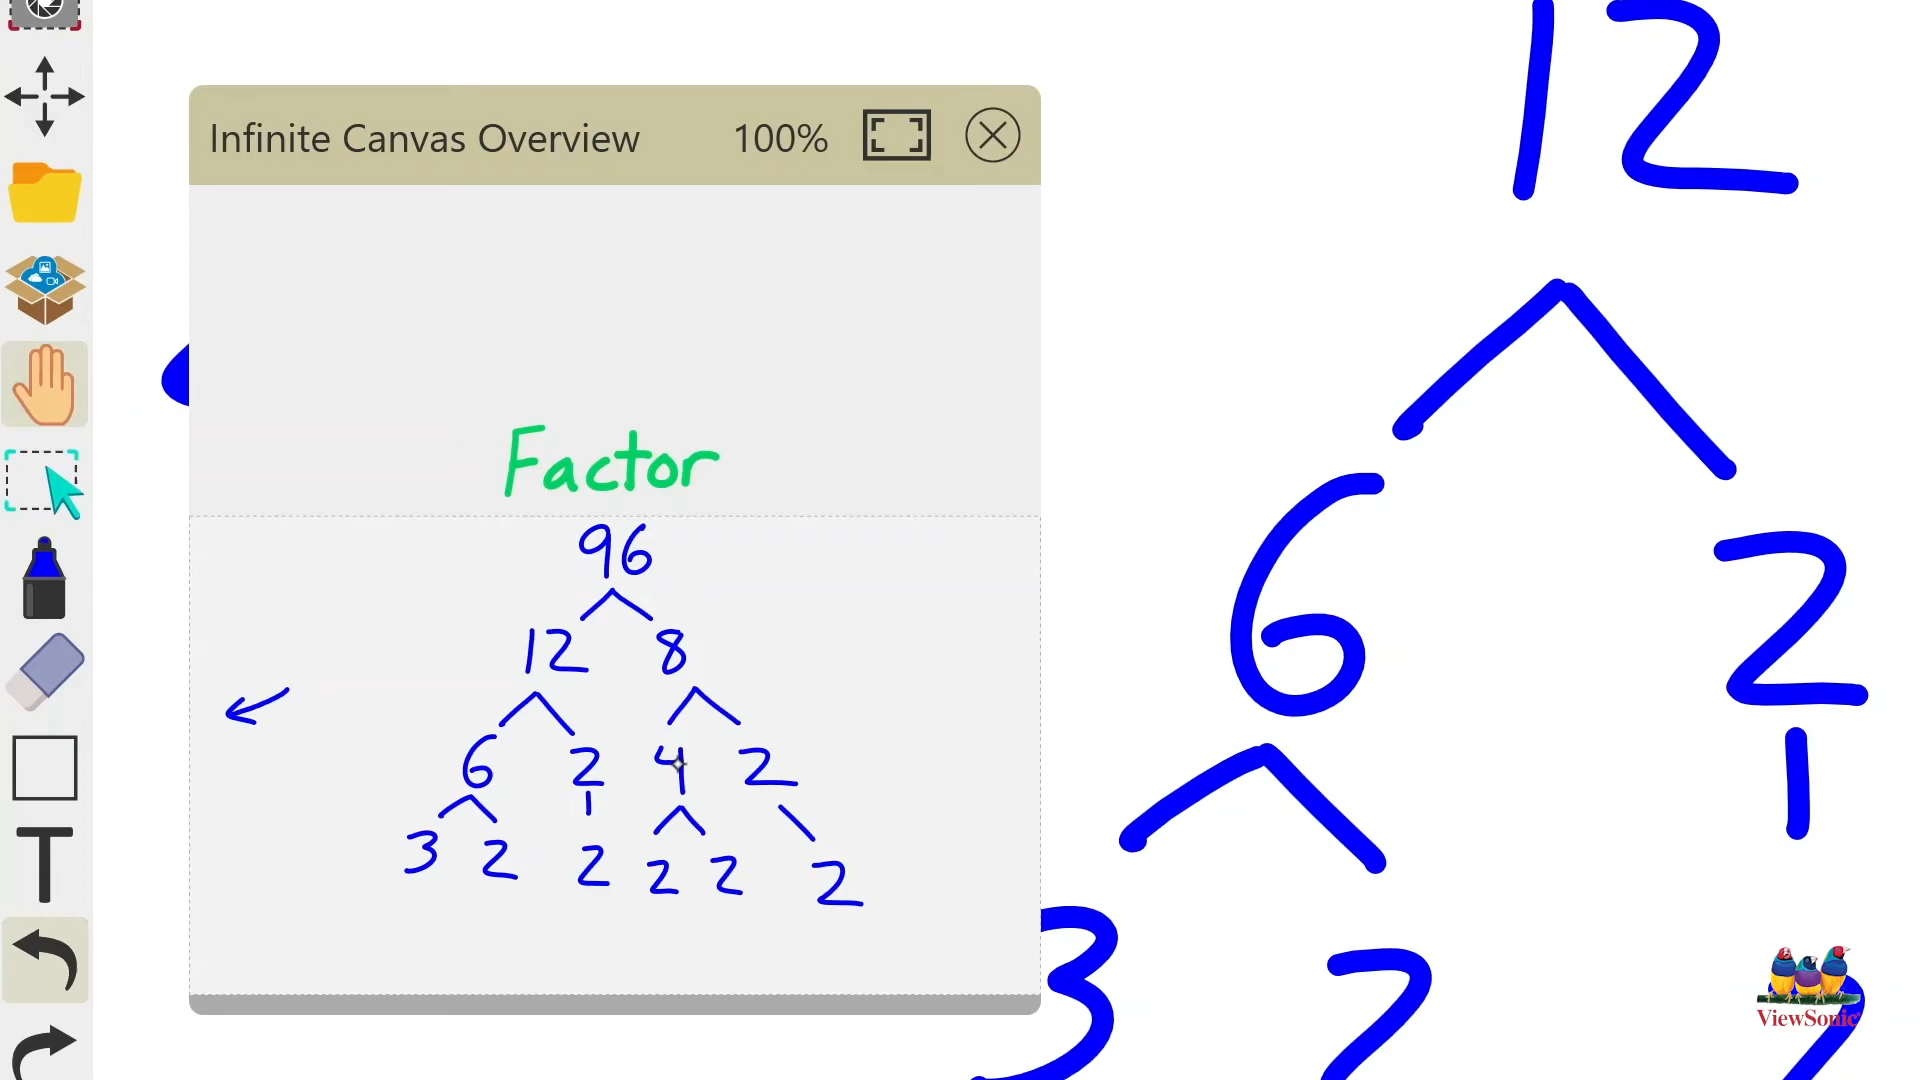 12
Infinite Canvas Overview 100%
Factor
96
12 8
6 2 4 2
3 2 2 2 2 2
6 2
3 2 2
T
ViewSonic